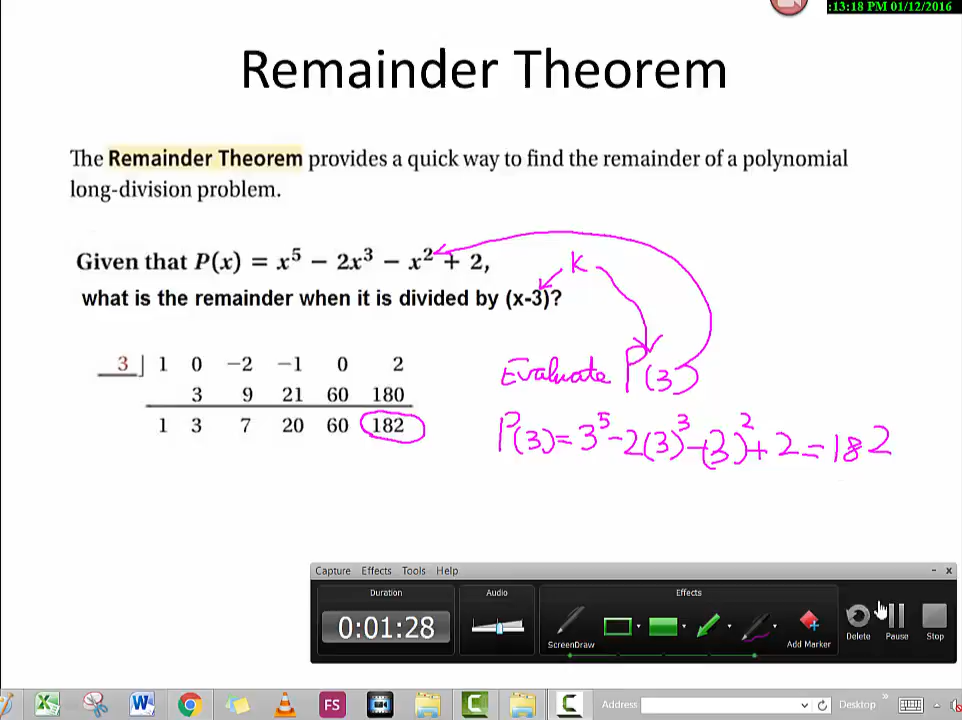 :13:18 PM 01/12/2016
Remainder Theorem
The Remainder Theorem provides a quick way to find the remainder of a polynomial
long-division problem.
Given that P(x) = x⁵ − 2x³ − x² + 2,
K
what is the remainder when it is divided by (x-3)?
3 1 0 −2 −1 0 2
3 9 21 60 180
1 3 7 20 60 182
Evaluate P(3)
P(3)=3⁵-2(3)³-(3)²+2=182
Capture Effects Tools Help
Duration Audio Effects
0:01:28
ScreenDraw Add Marker Delete Pause Stop
W FS C C Address Desktop